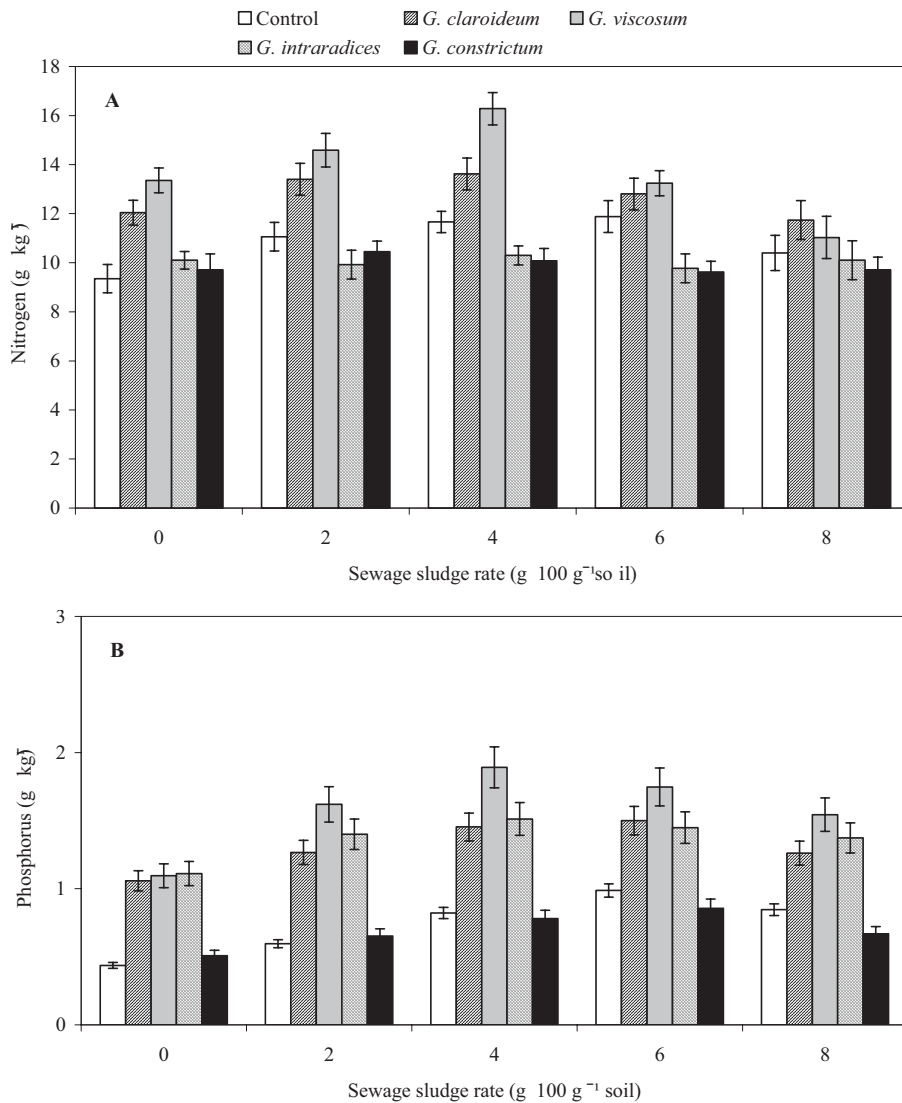 Control G. claroideum G. viscosum
G. intraradices G. constrictum
18
16
14
12
10
8
6
4
2
0
A
Nitrogen (g kg⁻¹)
0 2 4 6 8
Sewage sludge rate (g 100 g⁻¹so il)
3
2
1
0
B
Phosphorus (g kg⁻¹)
0 2 4 6 8
Sewage sludge rate (g 100 g⁻¹ soil)